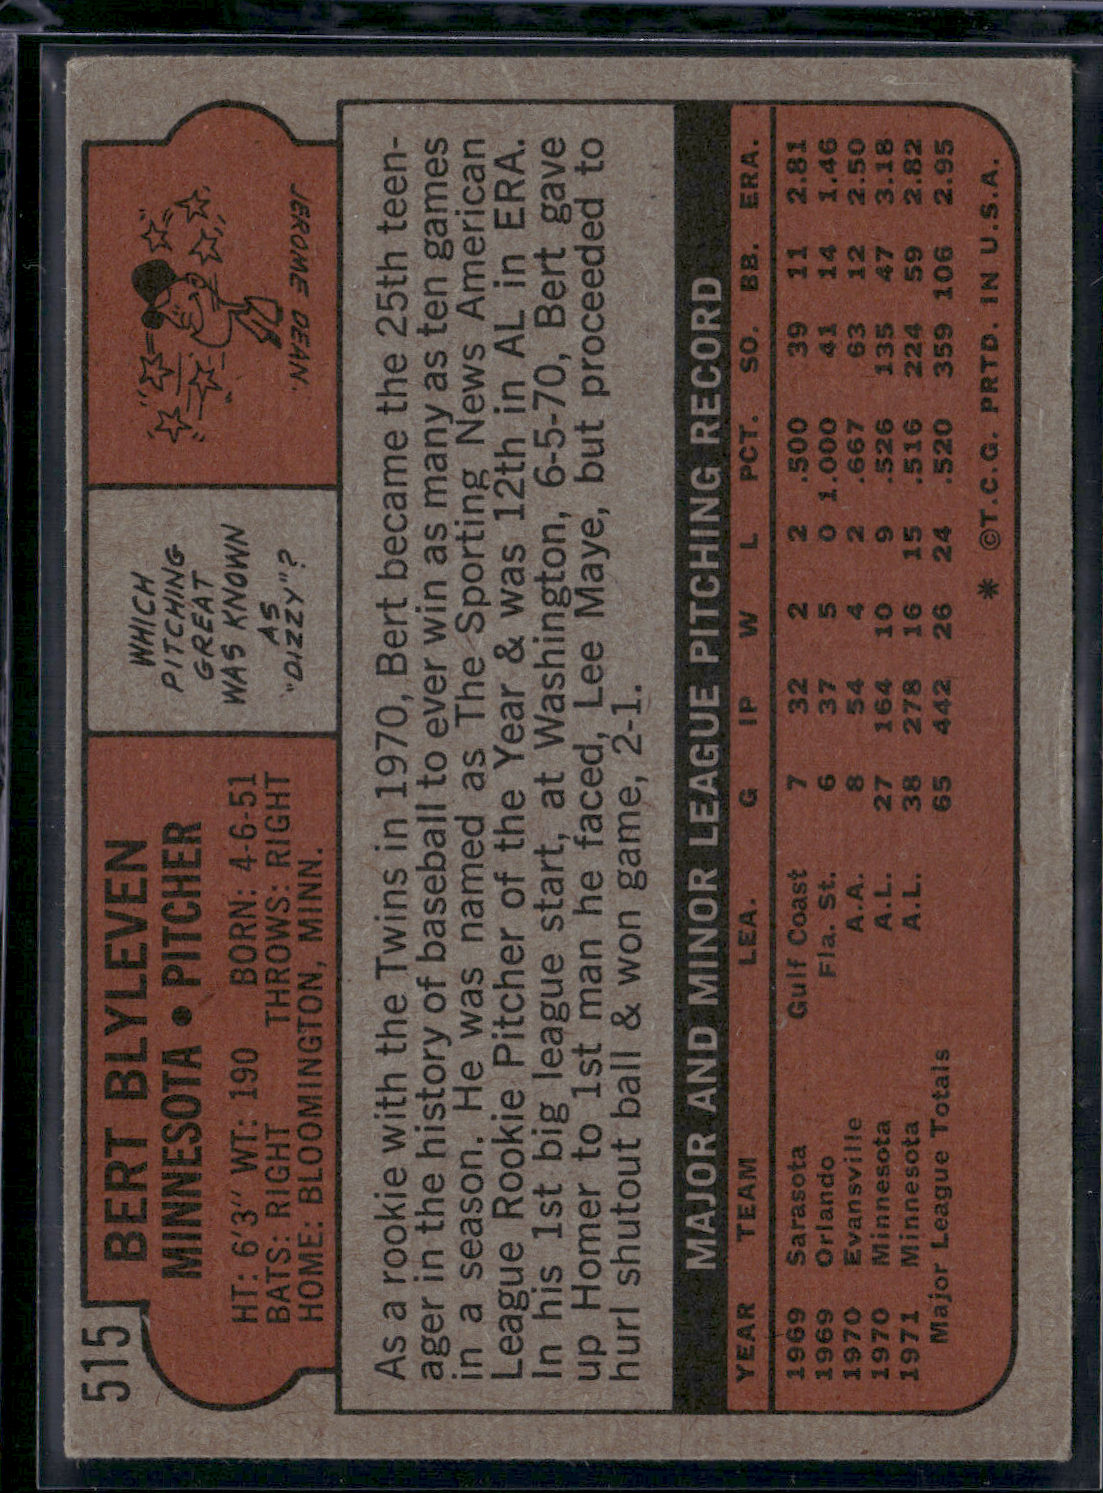 515
BERT BLYLEVEN
MINNESOTA • PITCHER
HT: 6'3" WT: 190 BORN: 4-6-51
BATS: RIGHT THROWS: RIGHT
HOME: BLOOMINGTON, MINN.
WHICH
PITCHING
GREAT
WAS KNOWN
AS
"DIZZY"?
JEROME DEAN.
As a rookie with the Twins in 1970, Bert became the 25th teen-
ager in the history of baseball to ever win as many as ten games
in a season. He was named as The Sporting News American
League Rookie Pitcher of the Year & was 12th in AL in ERA.
In his 1st big league start, at Washington, 6-5-70, Bert gave
up Homer to 1st man he faced, Lee Maye, but proceeded to
hurl shutout ball & won game, 2-1.
MAJOR AND MINOR LEAGUE PITCHING RECORD
YEAR TEAM LEA. G IP W L PCT. SO. BB. ERA.
1969 Sarasota Gulf Coast 7 32 2 2 .500 39 11 2.81
1969 Orlando Fla. St. 6 37 5 0 1.000 41 14 1.46
1970 Evansville A.A. 8 54 4 2 .667 63 12 2.50
1970 Minnesota A.L. 27 164 10 9 .526 135 47 3.18
1971 Minnesota A.L. 38 278 16 15 .516 224 59 2.82
Major League Totals 65 442 26 24 .520 359 106 2.95
* ©T.C.G. PRTD. IN U.S.A.